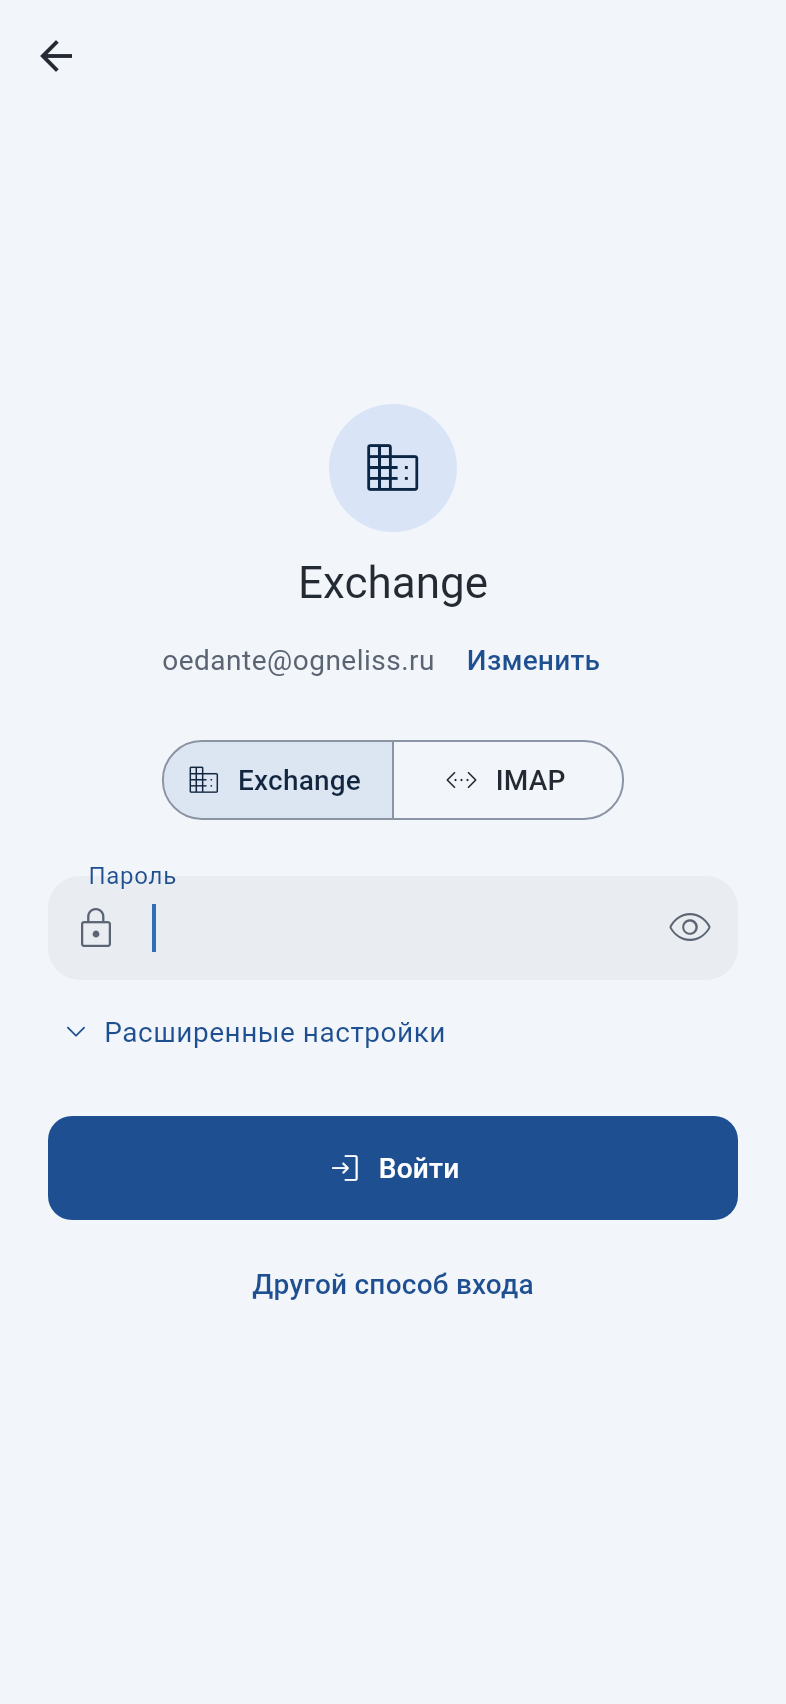 Exchange
oedante@ogneliss.ru Изменить
Exchange IMAP
Пароль
Расширенные настройки
Войти
Другой способ входа